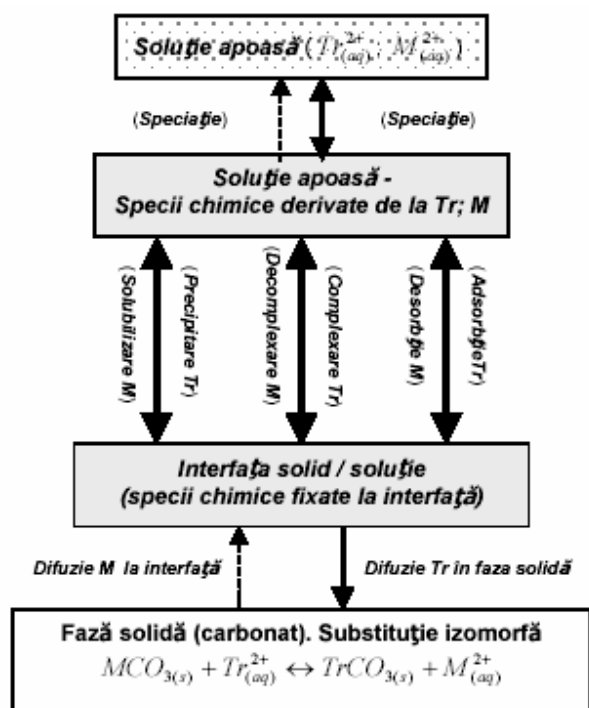 Soluţie apoasă (Tr²⁺(aq); M²⁺(aq))
(Speciaţie) (Speciaţie)
Soluţie apoasă -
Specii chimice derivate de la Tr; M
(Solubilizare M)
(Precipitare Tr)
(Decomplexare M)
(Complexare Tr)
(Desorbţie M)
(AdsorbţieTr)
Interfaţa solid / soluţie
(specii chimice fixate la interfaţă)
Difuzie M la interfaţă Difuzie Tr în faza solidă
Fază solidă (carbonat). Substituţie izomorfă
MCO₃(s) + Tr²⁺(aq) ↔ TrCO₃(s) + M²⁺(aq)